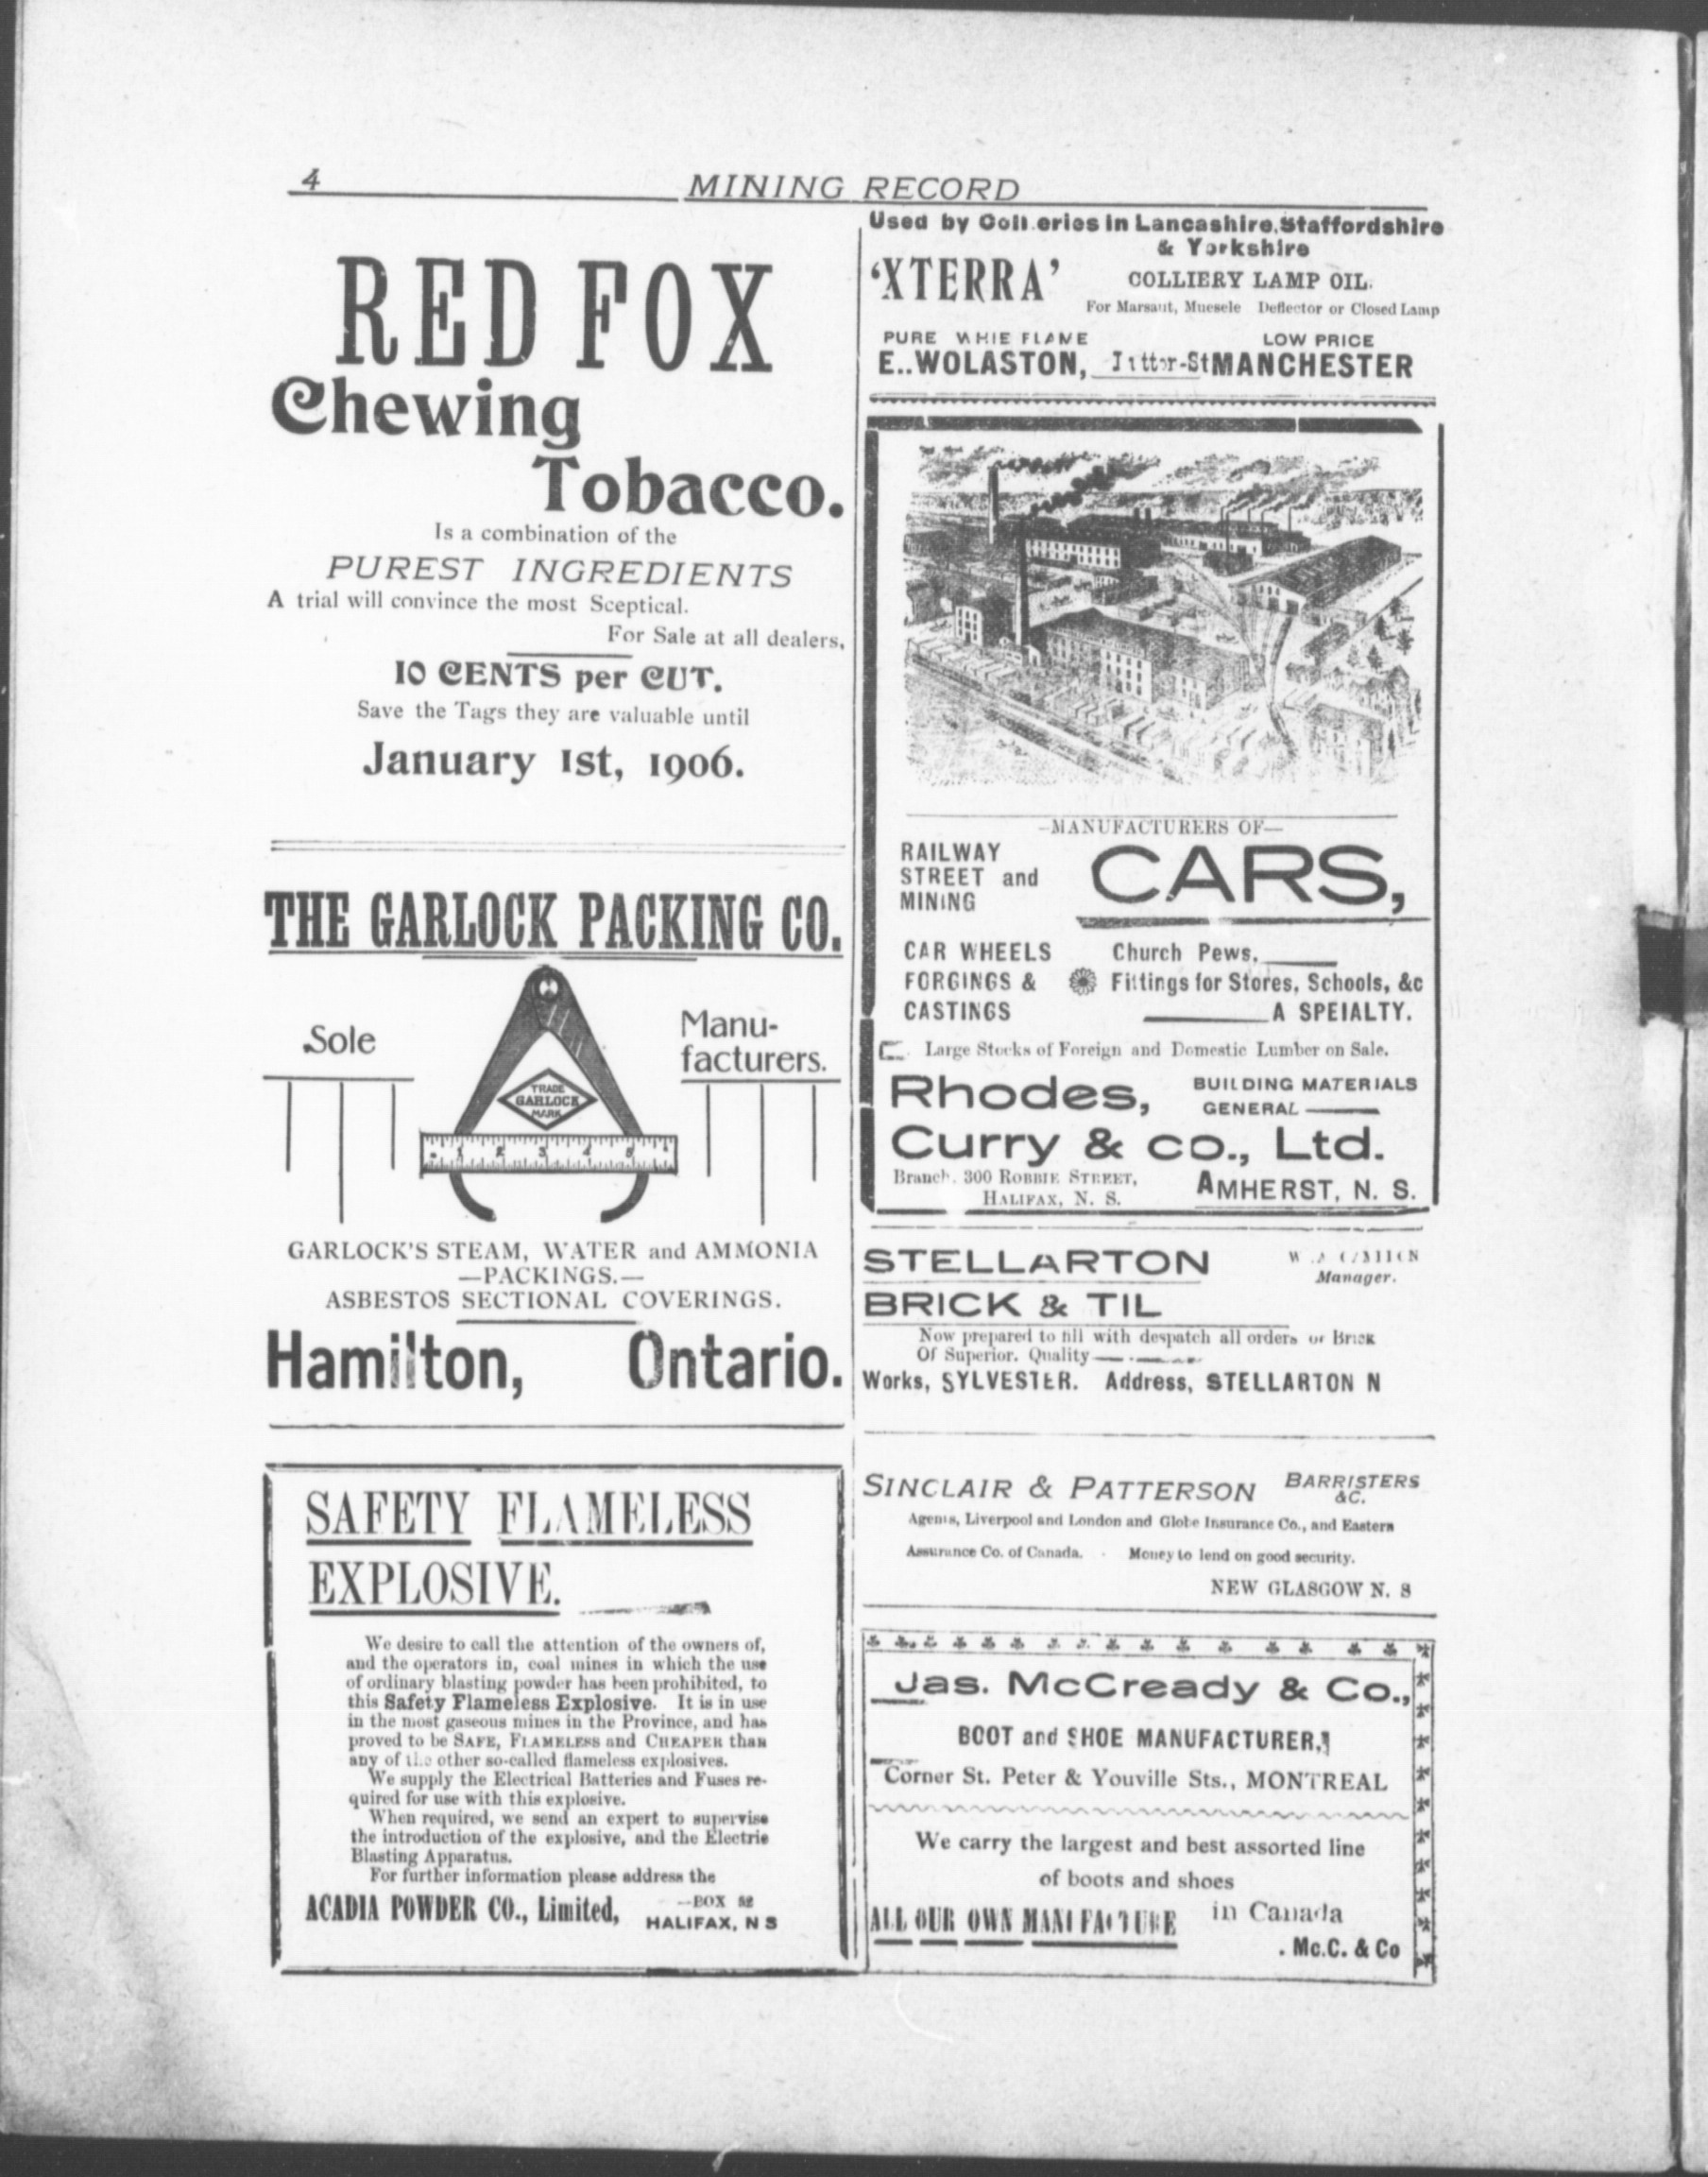 4
MINING RECORD
RED FOX
Chewing
Tobacco.
Is a combination of the
PUREST INGREDIENTS
A trial will convince the most Sceptical.
For Sale at all dealers,
10 CENTS per CUT.
Save the Tags they are valuable until
January 1st, 1906.
THE GARLOCK PACKING CO.
Sole
Manu-
facturers.
TRADE
GARLOCK
MARK
1 2 3 4 5
GARLOCK'S STEAM, WATER and AMMONIA
—PACKINGS.—
ASBESTOS SECTIONAL COVERINGS.
Hamilton, Ontario.
SAFETY FLAMELESS
EXPLOSIVE.
We desire to call the attention of the owners of,
and the operators in, coal mines in which the use
of ordinary blasting powder has been prohibited, to
this Safety Flameless Explosive. It is in use
in the most gaseous mines in the Province, and has
proved to be SAFE, FLAMELESS and CHEAPER than
any of the other so-called flameless explosives.
We supply the Electrical Batteries and Fuses re-
quired for use with this explosive.
When required, we send an expert to supervise
the introduction of the explosive, and the Electric
Blasting Apparatus.
For further information please address the
ACADIA POWDER CO., Limited,
—BOX
HALIFAX, N S
Used by Colleries in Lancashire, Staffordshire
& Yorkshire
'XTERRA'
COLLIERY LAMP OIL.
For Marsaut, Muesele Deflector or Closed Lamp
PURE WHIE FLAME LOW PRICE
E..WOLASTON, MANCHESTER
—MANUFACTURERS OF—
RAILWAY
STREET and
MINING
CARS,
CAR WHEELS
FORGINGS &
CASTINGS
Church Pews,
Fittings for Stores, Schools, &c
A SPEIALTY.
Large Stocks of Foreign and Domestic Lumber on Sale.
Rhodes,
BUILDING MATERIALS
GENERAL
Curry & co., Ltd.
Branch. 300 ROBBIE STREET,
HALIFAX, N. S.
AMHERST, N. S.
STELLARTON
Manager.
BRICK & TIL
Now prepared to fill with despatch all orders of Brick
Of Superior. Quality
Works, SYLVESTER. Address, STELLARTON N
SINCLAIR & PATTERSON
BARRISTERS
&C.
Agents, Liverpool and London and Globe Insurance Co., and Eastern
Assurance Co. of Canada. - Money to lend on good security.
NEW GLASGOW N. S
Jas. McCready & Co.,
BOOT and SHOE MANUFACTURER,
Corner St. Peter & Youville Sts., MONTREAL
We carry the largest and best assorted line
of boots and shoes
ALL OUR OWN MANUFACTURE
in Canada
. Mc.C. & Co